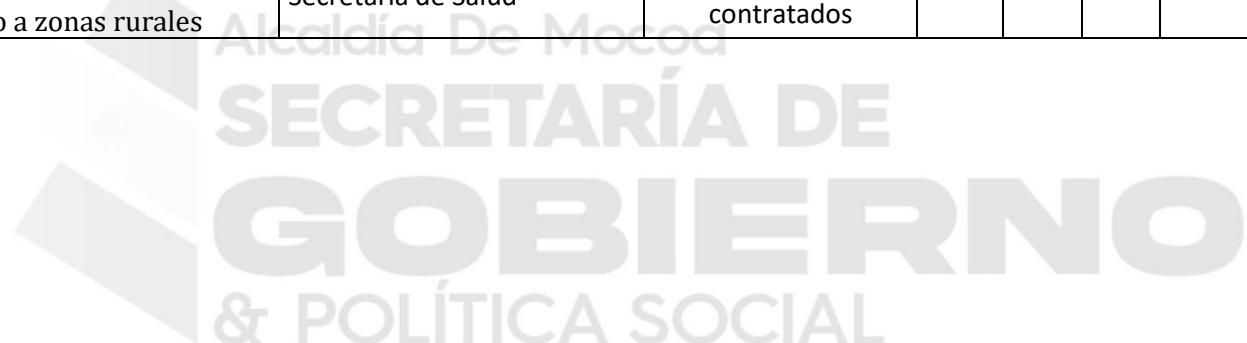 Secretaría de Salud
o a zonas rurales
contratados
Alcaldía De Mocoa
SECRETARÍA DE
GOBIERNO
& POLÍTICA SOCIAL